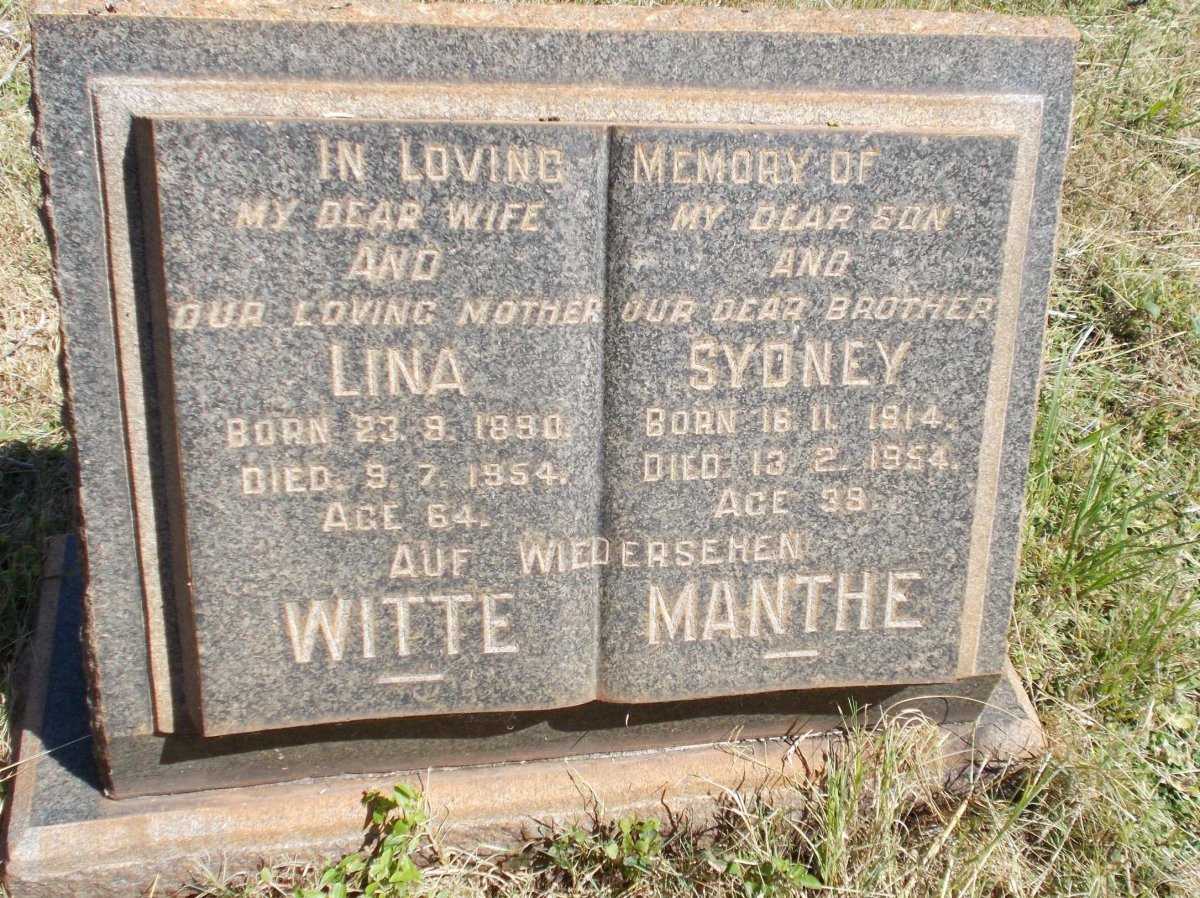 IN LOVING MEMORY OF
MY DEAR WIFE
AND
OUR LOVING MOTHER
LINA
BORN 23. 9. 1890.
DIED. 9. 7. 1954.
AGE 64.
MY DEAR SON
AND
OUR DEAR BROTHER
SYDNEY
BORN 16 11. 1914.
DIED. 13 2. 1954.
AGE 39.
AUF WIEDERSEHEN
WITTE
MANTHE